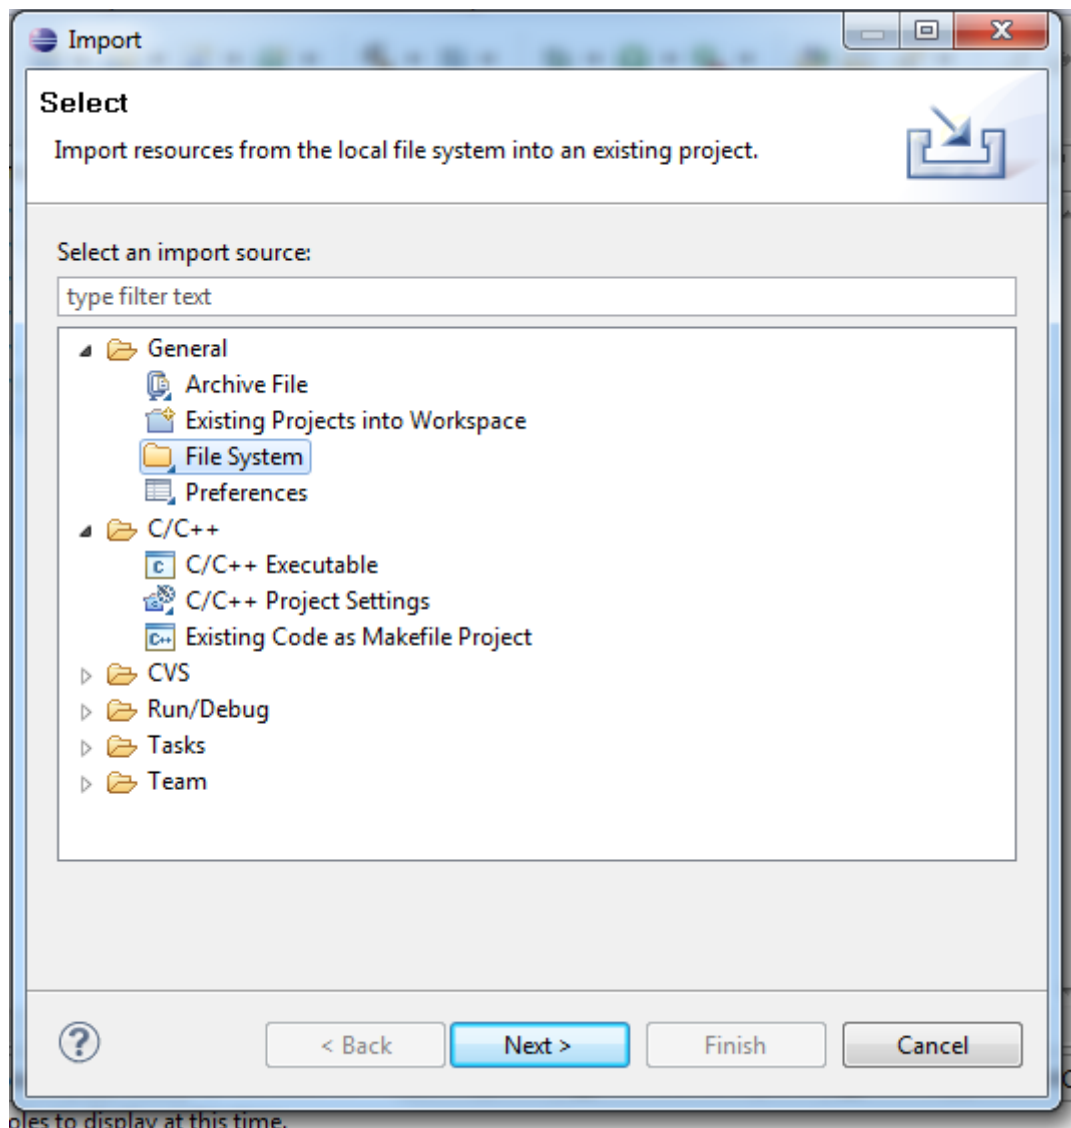 Import
Select
Import resources from the local file system into an existing project.
Select an import source:
type filter text
General
Archive File
Existing Projects into Workspace
File System
Preferences
C/C++
C/C++ Executable
C/C++ Project Settings
Existing Code as Makefile Project
CVS
Run/Debug
Tasks
Team
< Back Next > Finish Cancel
to display at this time.